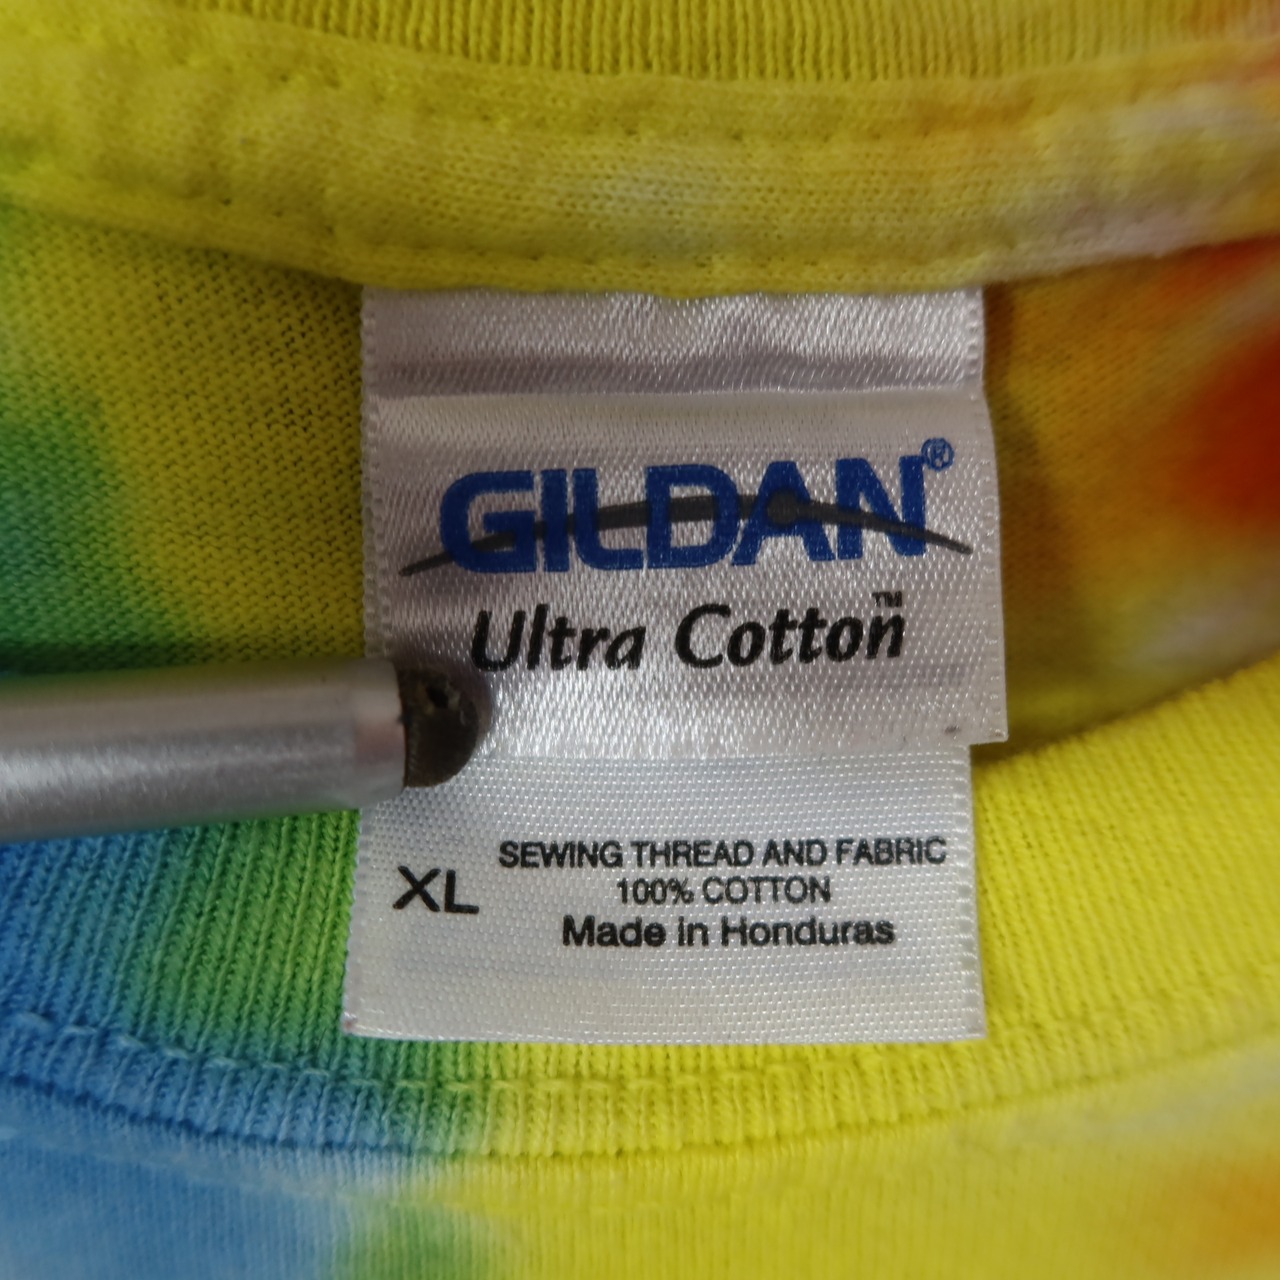 GILDAN®
Ultra Cotton™
SEWING THREAD AND FABRIC
XL 100% COTTON
Made in Honduras